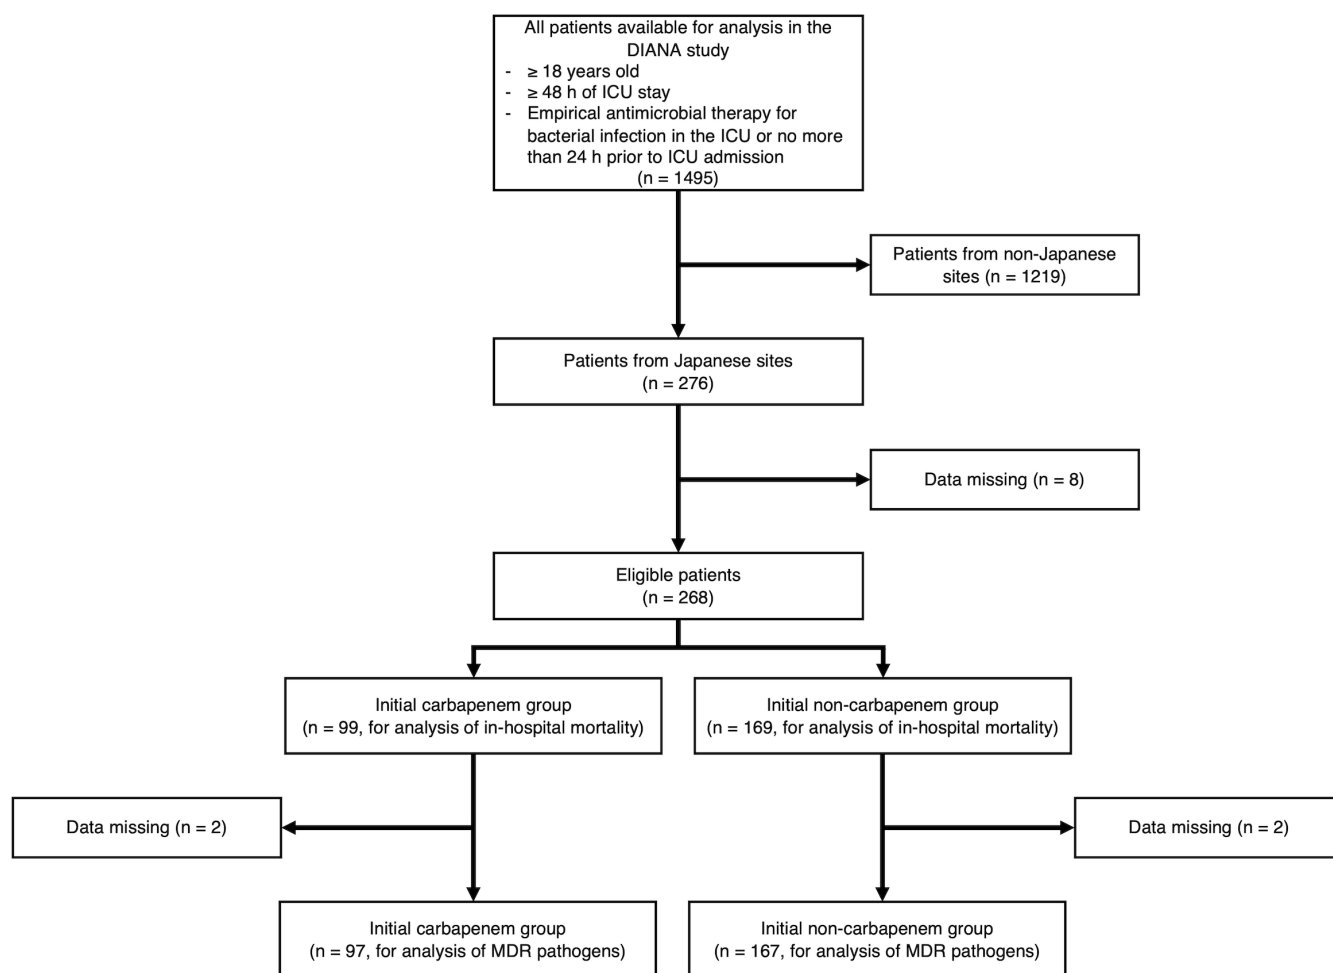 All patients available for analysis in the
DIANA study
- ≥ 18 years old
- ≥ 48 h of ICU stay
- Empirical antimicrobial therapy for
bacterial infection in the ICU or no more
than 24 h prior to ICU admission
(n = 1495)
Patients from non-Japanese
sites (n = 1219)
Patients from Japanese sites
(n = 276)
Data missing (n = 8)
Eligible patients
(n = 268)
Initial carbapenem group
(n = 99, for analysis of in-hospital mortality)
Initial non-carbapenem group
(n = 169, for analysis of in-hospital mortality)
Data missing (n = 2)
Data missing (n = 2)
Initial carbapenem group
(n = 97, for analysis of MDR pathogens)
Initial non-carbapenem group
(n = 167, for analysis of MDR pathogens)